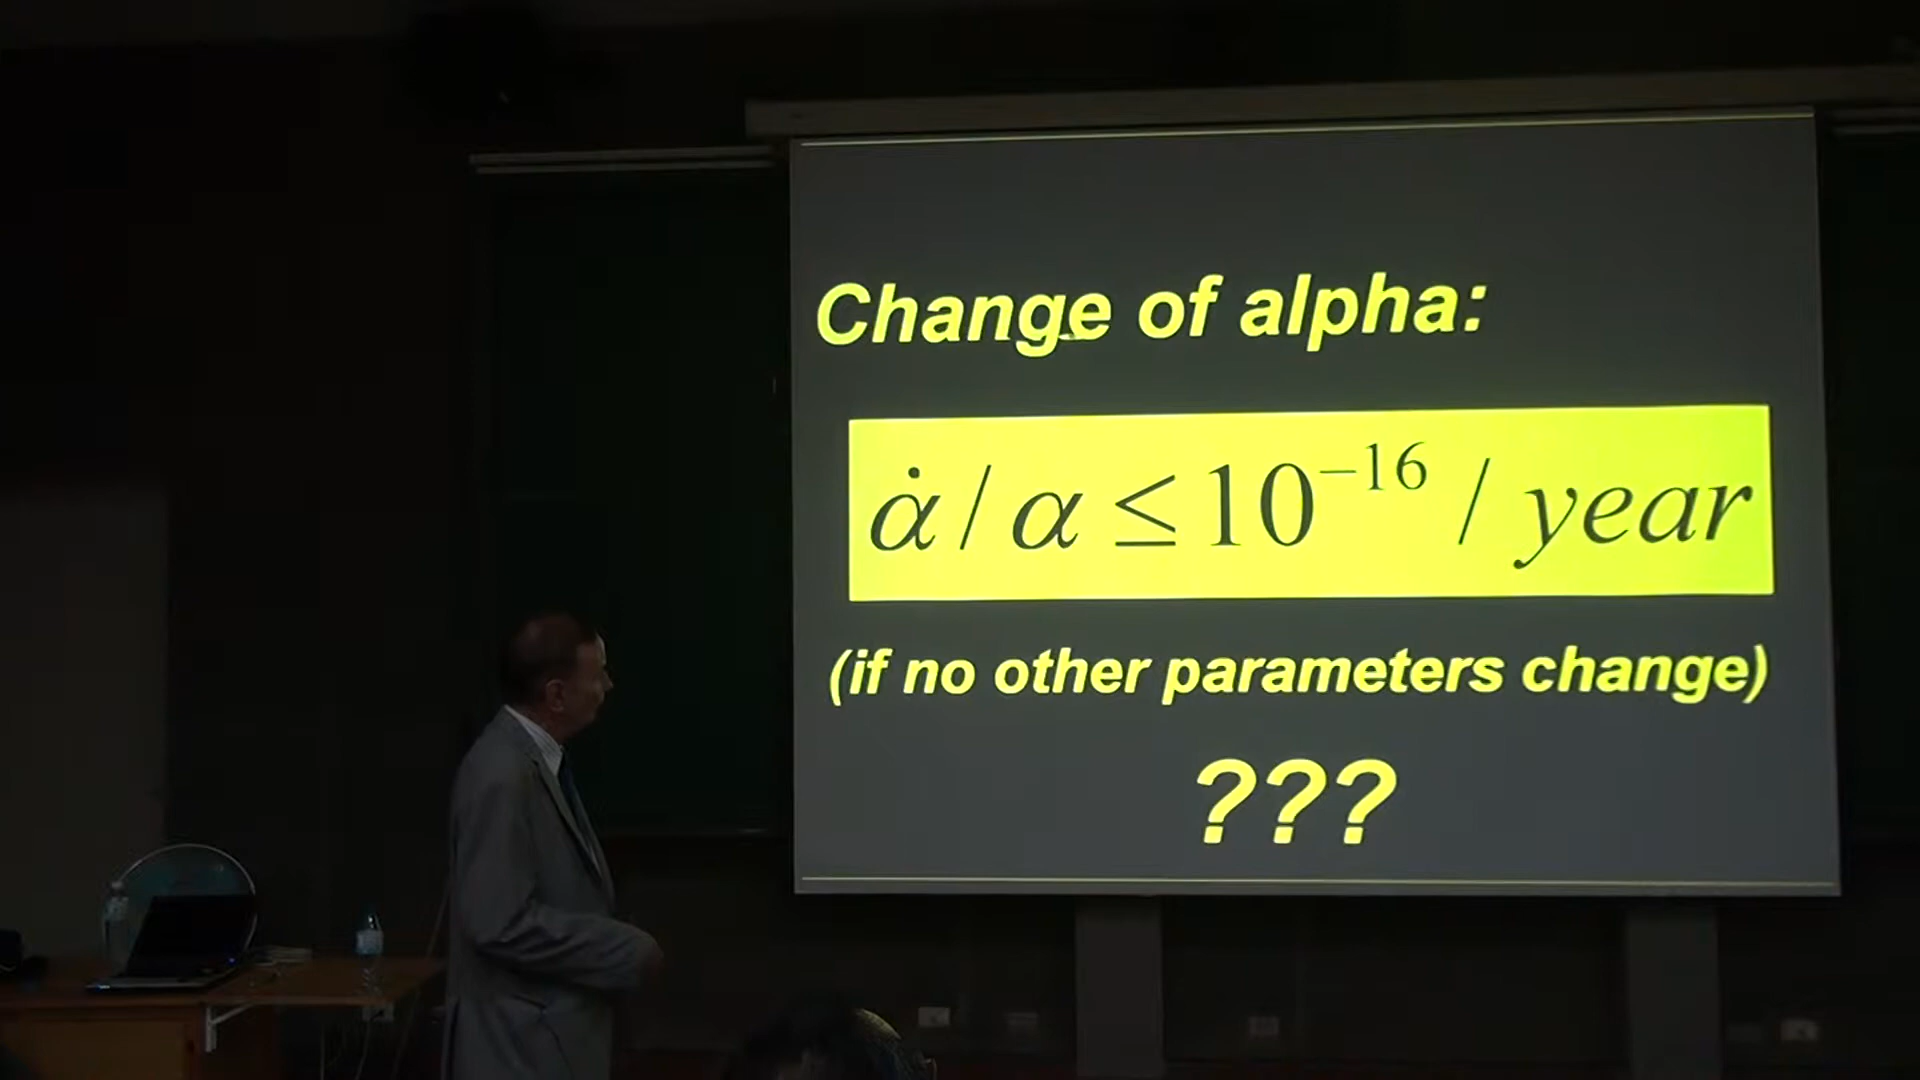 Change of alpha:
α̇ / α ≤ 10⁻¹⁶ / year
(if no other parameters change)
???